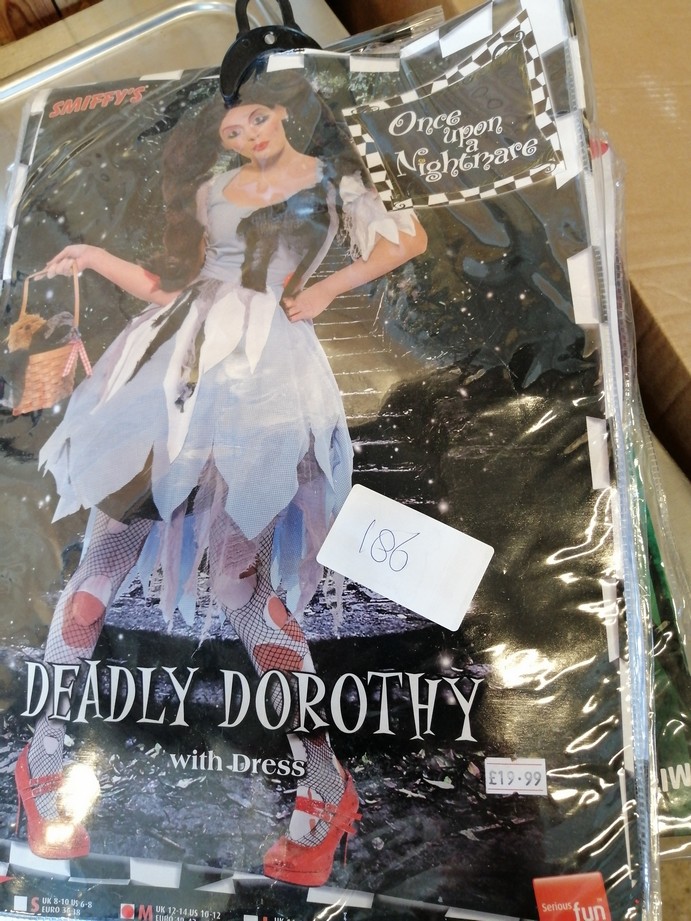 SMIFFY'S
Once
upon
a
Nightmare
186
DEADLY DOROTHY
with Dress
£19.99
S UK 8-10 US 6-8
M UK 12-14 US 10-12
Serious
fun